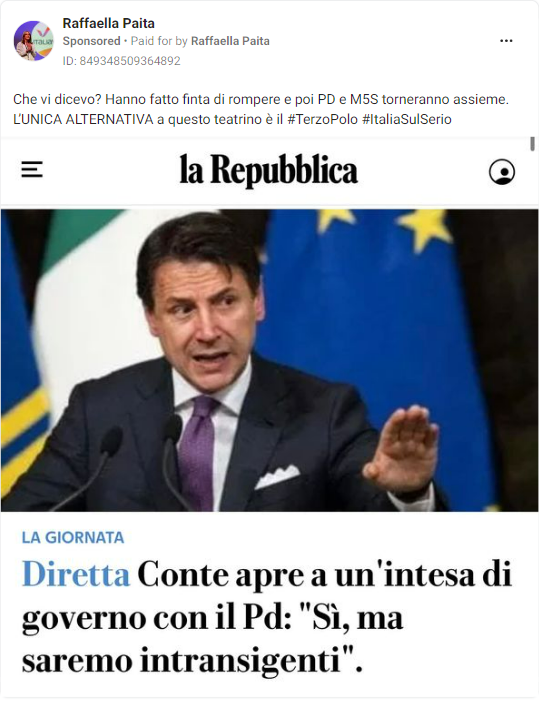 Raffaella Paita
Sponsored • Paid for by Raffaella Paita
ID: 849348509364892
Che vi dicevo? Hanno fatto finta di rompere e poi PD e M5S torneranno assieme.
L'UNICA ALTERNATIVA a questo teatrino è il #TerzoPolo #ItaliaSulSerio
la Repubblica
LA GIORNATA
Diretta Conte apre a un'intesa di
governo con il Pd: "Sì, ma
saremo intransigenti".